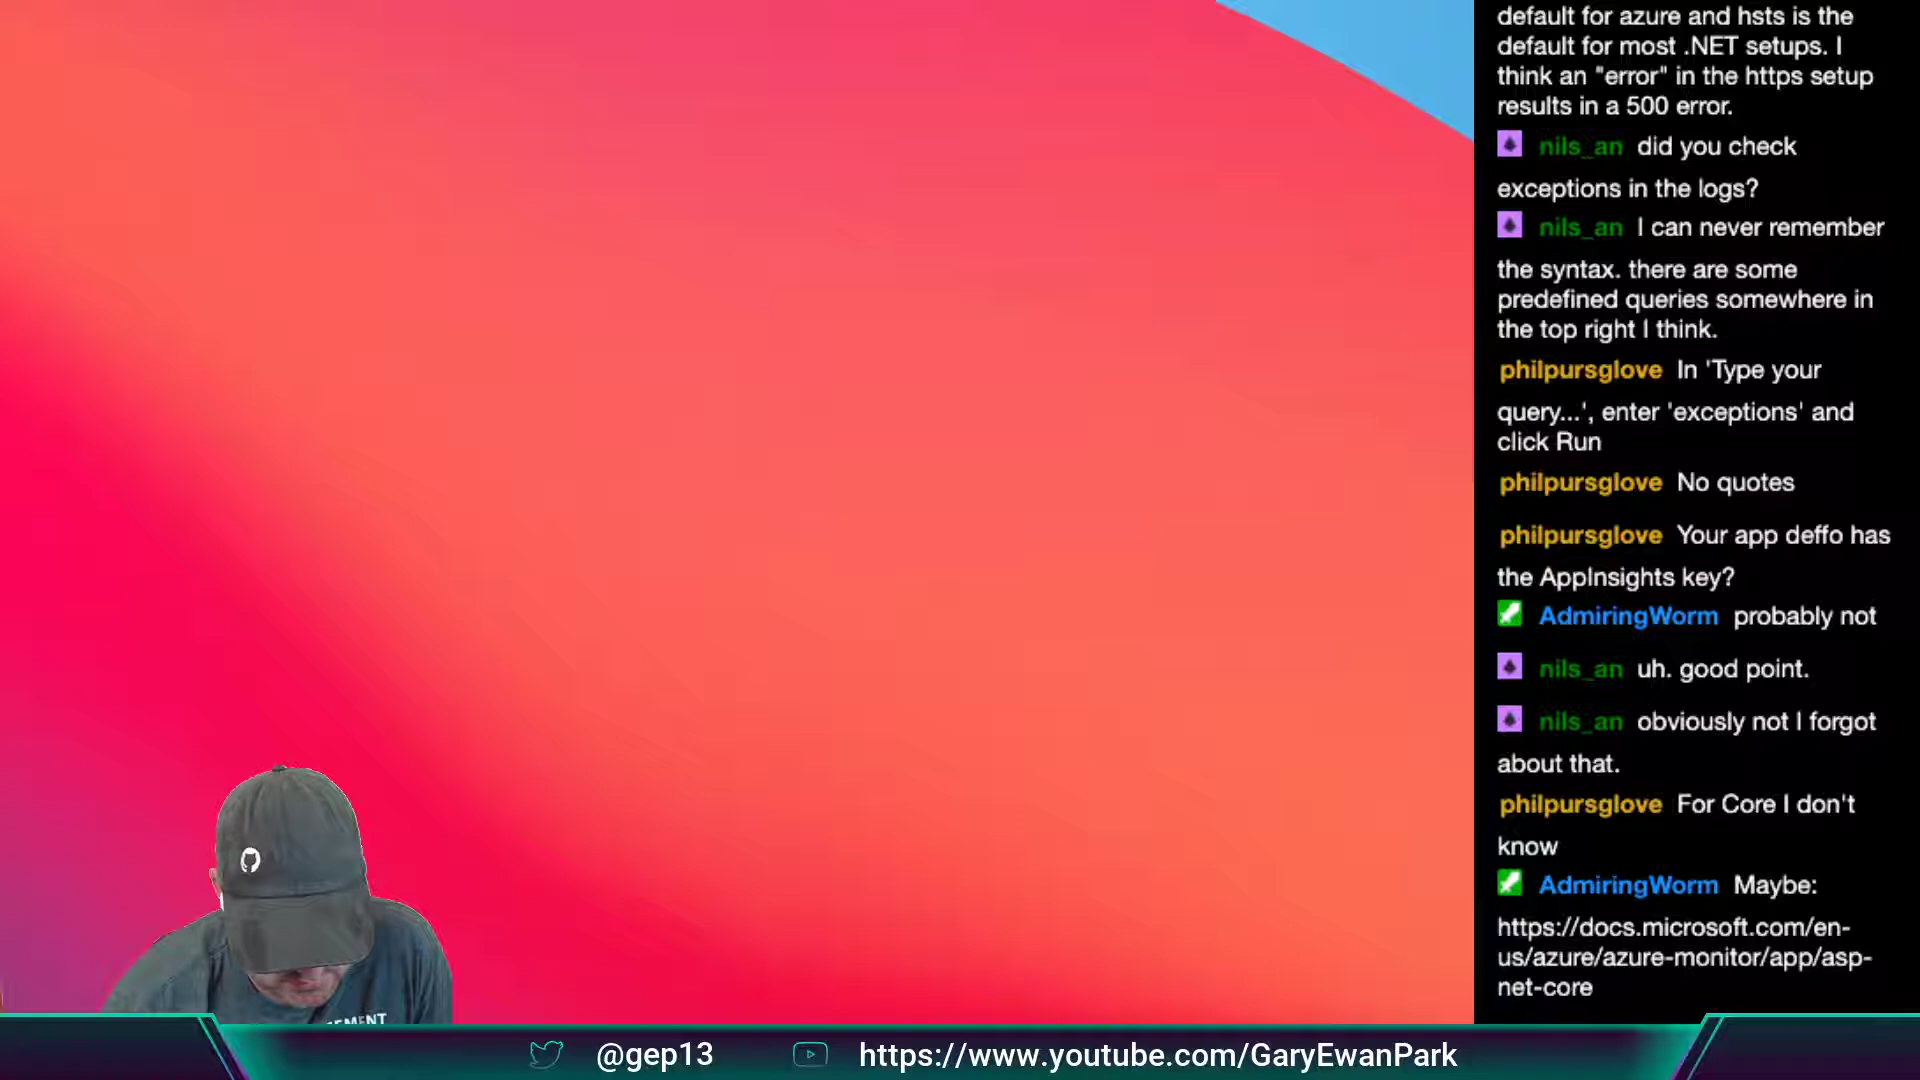 default for azure and hsts is the
default for most .NET setups. I
think an "error" in the https setup
results in a 500 error.
nils_an did you check
exceptions in the logs?
nils_an I can never remember
the syntax. there are some
predefined queries somewhere in
the top right I think.
philpursglove In 'Type your
query...', enter 'exceptions' and
click Run
philpursglove No quotes
philpursglove Your app deffo has
the AppInsights key?
AdmiringWorm probably not
nils_an uh. good point.
nils_an obviously not I forgot
about that.
philpursglove For Core I don't
know
AdmiringWorm Maybe:
https://docs.microsoft.com/en-
us/azure/azure-monitor/app/asp-
net-core
@gep13 https://www.youtube.com/GaryEwanPark